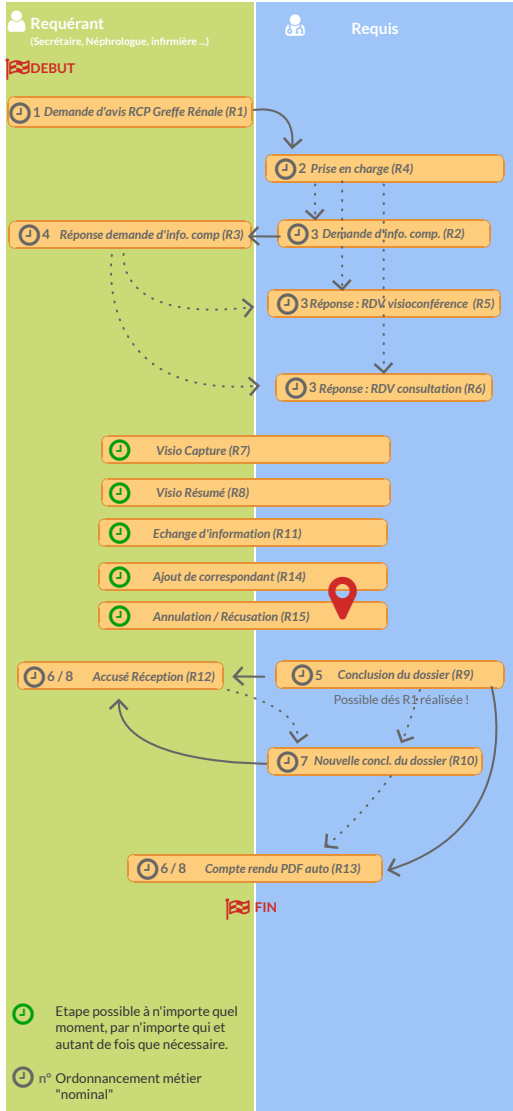 Requérant
(Secrétaire, Néphrologue, infirmière ...)
Requis
DEBUT
1 Demande d'avis RCP Greffe Rénale (R1)
2 Prise en charge (R4)
4 Réponse demande d'info. comp (R3)
3 Demande d'info. comp. (R2)
3 Réponse : RDV visioconférence (R5)
3 Réponse : RDV consultation (R6)
Visio Capture (R7)
Visio Résumé (R8)
Echange d'information (R11)
Ajout de correspondant (R14)
Annulation / Récusation (R15)
6 / 8 Accusé Réception (R12)
5 Conclusion du dossier (R9)
Possible dés R1 réalisée !
7 Nouvelle concl. du dossier (R10)
6 / 8 Compte rendu PDF auto (R13)
FIN
Etape possible à n'importe quel
moment, par n'importe qui et
autant de fois que nécessaire.
n° Ordonnancement métier
"nominal"